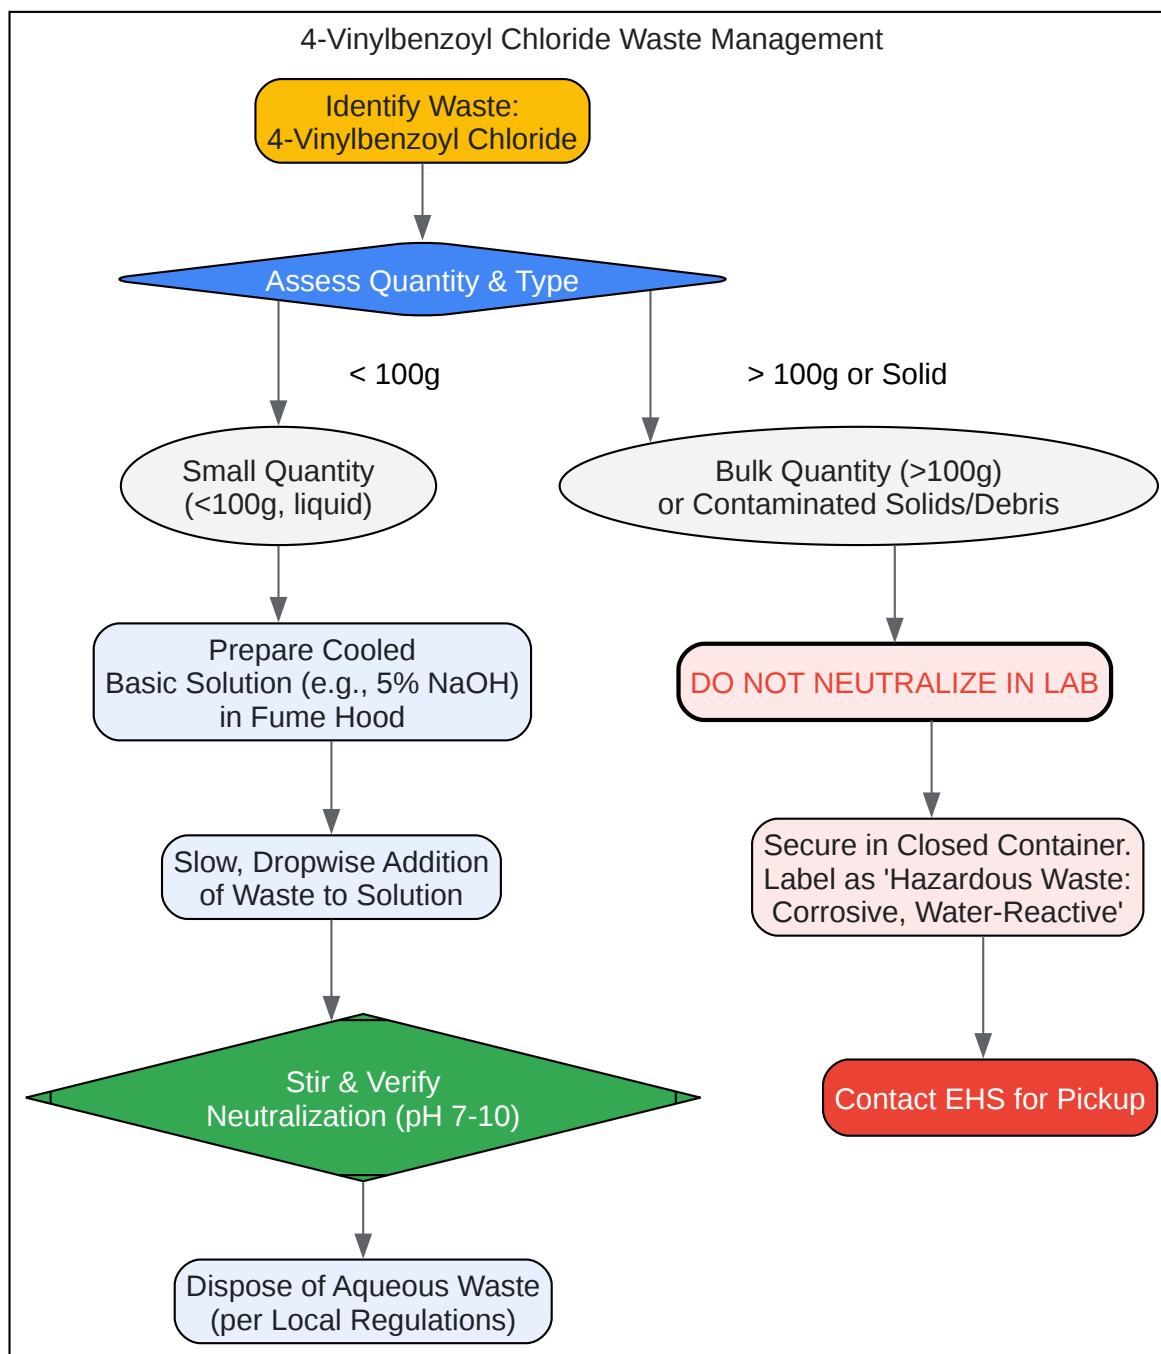 4-Vinylbenzoyl Chloride Waste Management
Identify Waste:
4-Vinylbenzoyl Chloride
Assess Quantity & Type
< 100g
> 100g or Solid
Small Quantity
(<100g, liquid)
Bulk Quantity (>100g)
or Contaminated Solids/Debris
Prepare Cooled
Basic Solution (e.g., 5% NaOH)
in Fume Hood
DO NOT NEUTRALIZE IN LAB
Slow, Dropwise Addition
of Waste to Solution
Secure in Closed Container.
Label as 'Hazardous Waste:
Corrosive, Water-Reactive'
Stir & Verify
Neutralization (pH 7-10)
Contact EHS for Pickup
Dispose of Aqueous Waste
(per Local Regulations)